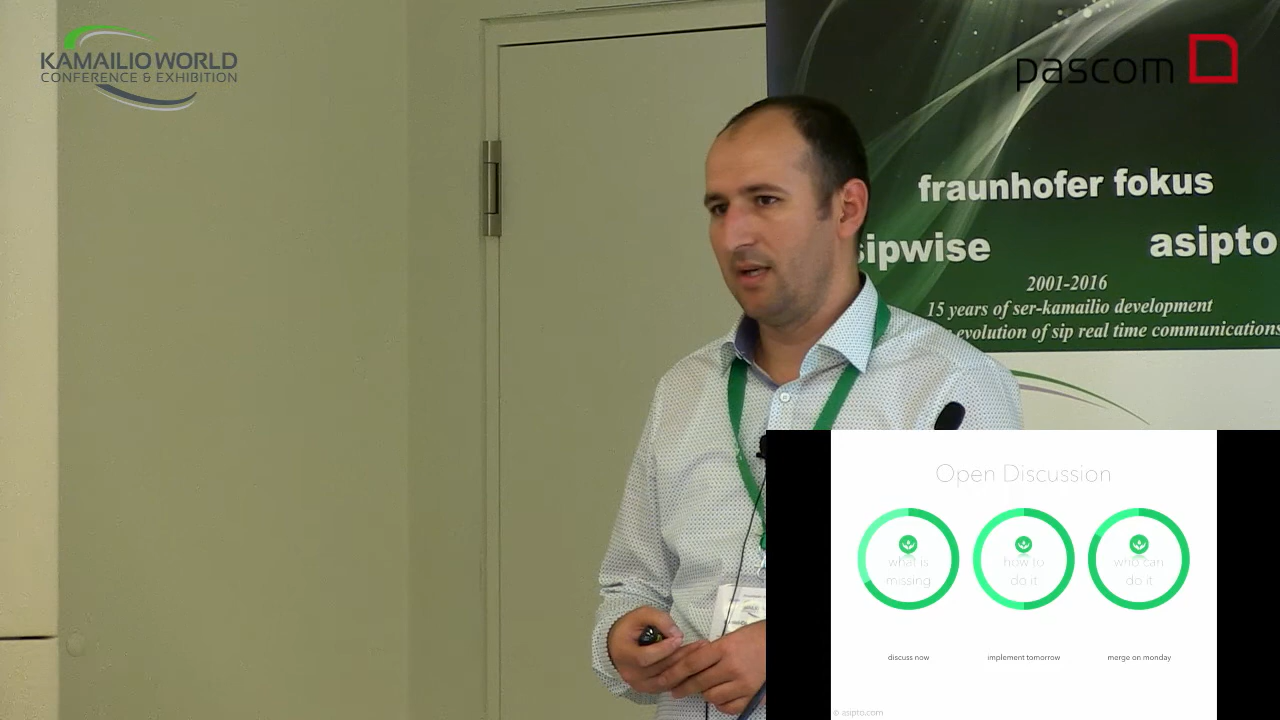 KAMAILIO WORLD
CONFERENCE & EXHIBITION
pascom
fraunhofer fokus
sipwise
asipto
2001-2016
15 years of ser-kamailio development
evolution of sip real time communications
Open Discussion
what is
missing
how to
do it
who can
do it
discuss now
implement tomorrow
merge on monday
© asipto.com